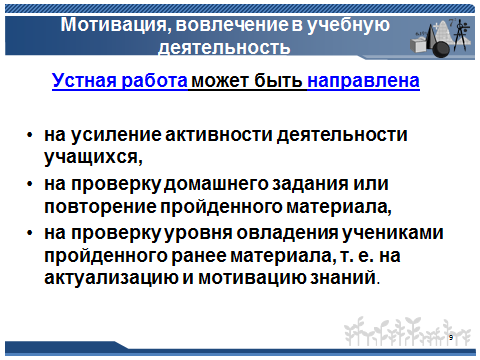 Мотивация, вовлечение в учебную
деятельность
Устная работа может быть направлена
• на усиление активности деятельности
учащихся,
• на проверку домашнего задания или
повторение пройденного материала,
• на проверку уровня овладения учениками
пройденного ранее материала, т. е. на
актуализацию и мотивацию знаний.
9